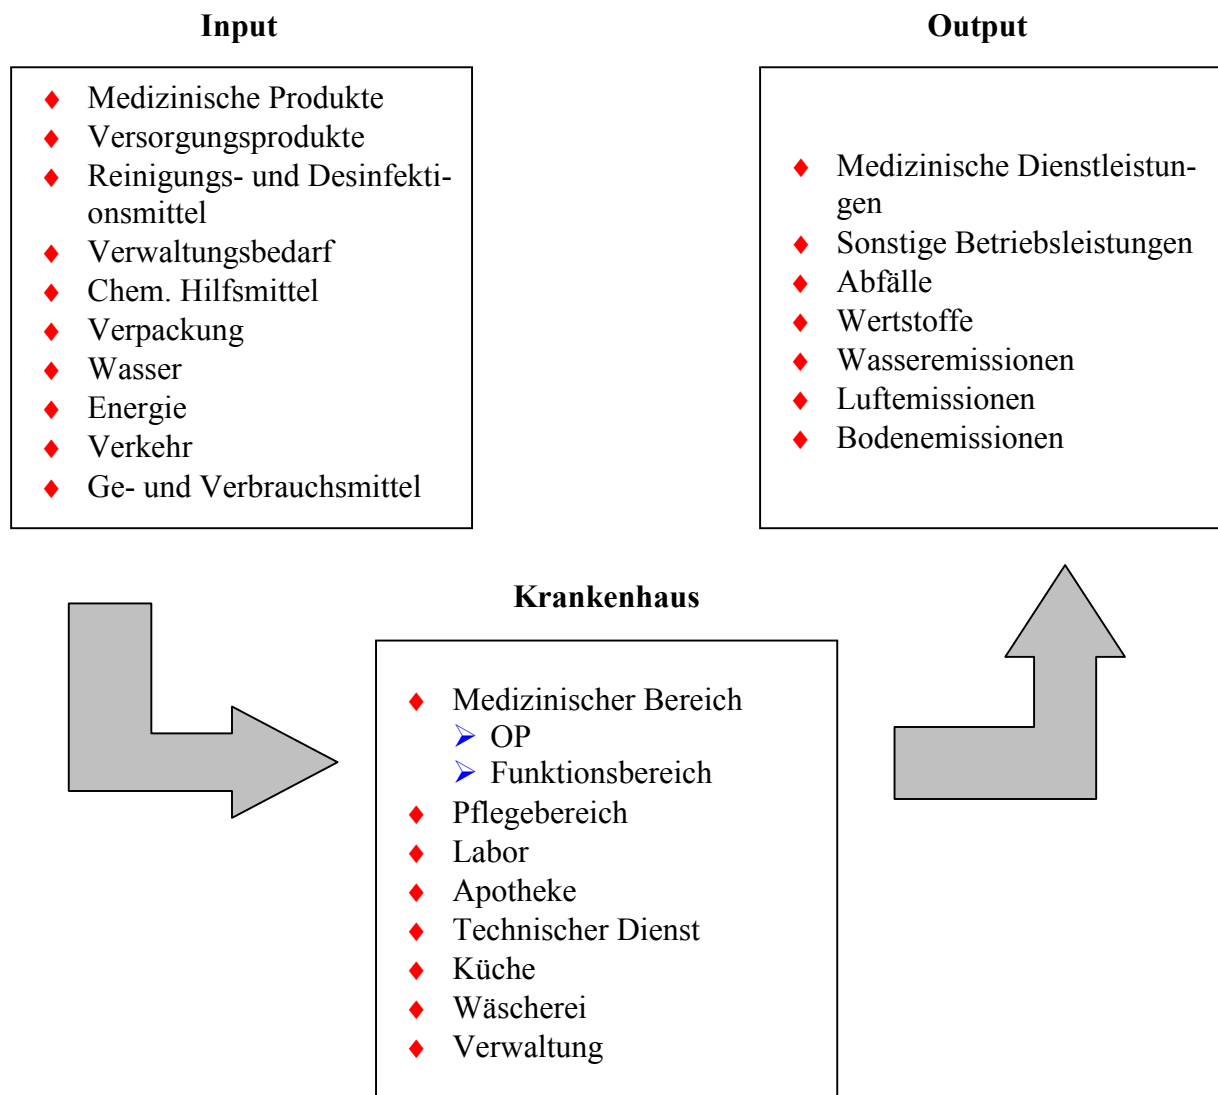 Input
Medizinische Produkte
Versorgungsprodukte
Reinigungs- und Desinfekti-
onsmittel
Verwaltungsbedarf
Chem. Hilfsmittel
Verpackung
Wasser
Energie
Verkehr
Ge- und Verbrauchsmittel
Output
Medizinische Dienstleistun-
gen
Sonstige Betriebsleistungen
Abfälle
Wertstoffe
Wasseremissionen
Luftemissionen
Bodenemissionen
Krankenhaus
Medizinischer Bereich
OP
Funktionsbereich
Pflegebereich
Labor
Apotheke
Technischer Dienst
Küche
Wäscherei
Verwaltung